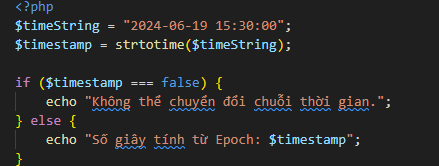 <?php
$timeString = "2024-06-19 15:30:00";
$timestamp = strtotime($timeString);
if ($timestamp === false) {
echo "Không thể chuyển đổi chuỗi thời gian.";
} else {
echo "Số giây tính từ Epoch: $timestamp";
}